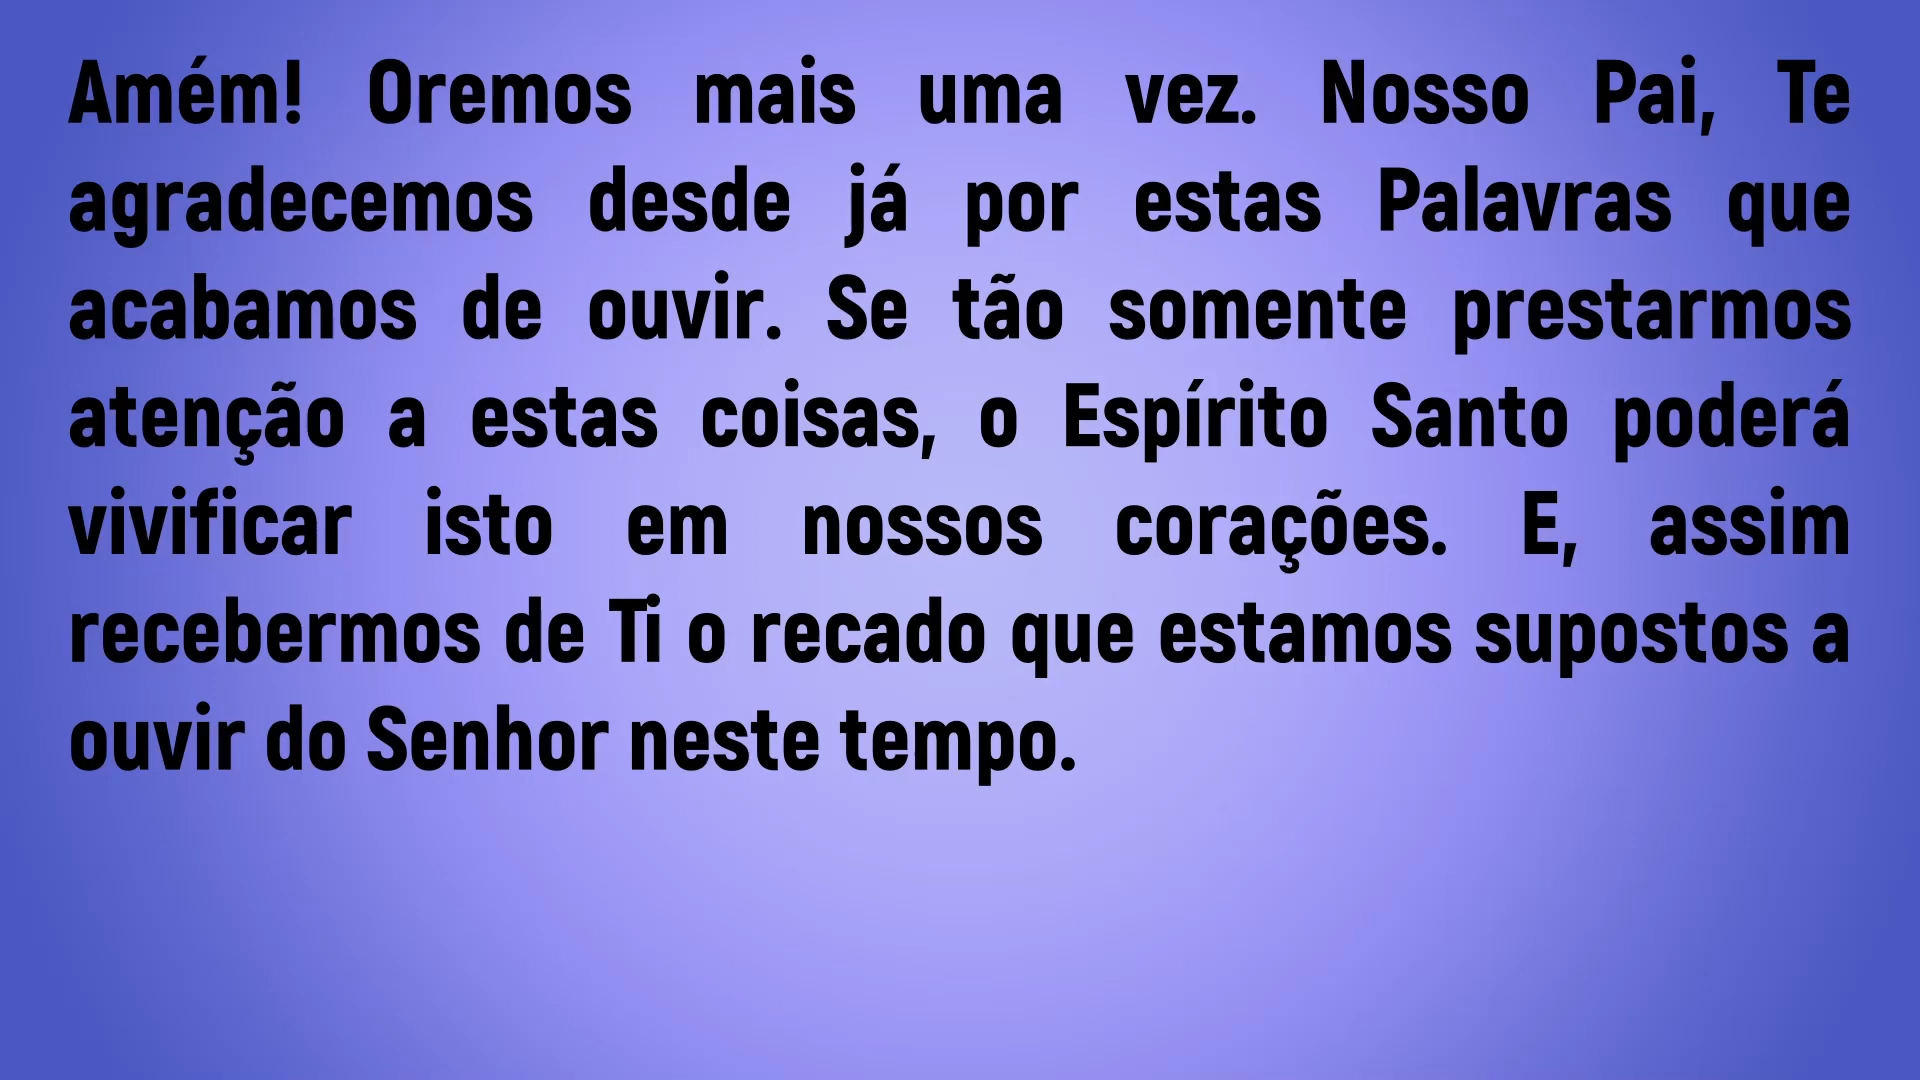 Amém! Oremos mais uma vez. Nosso Pai, Te
agradecemos desde já por estas Palavras que
acabamos de ouvir. Se tão somente prestarmos
atenção a estas coisas, o Espírito Santo poderá
vivificar isto em nossos corações. E, assim
recebermos de Ti o recado que estamos supostos a
ouvir do Senhor neste tempo.